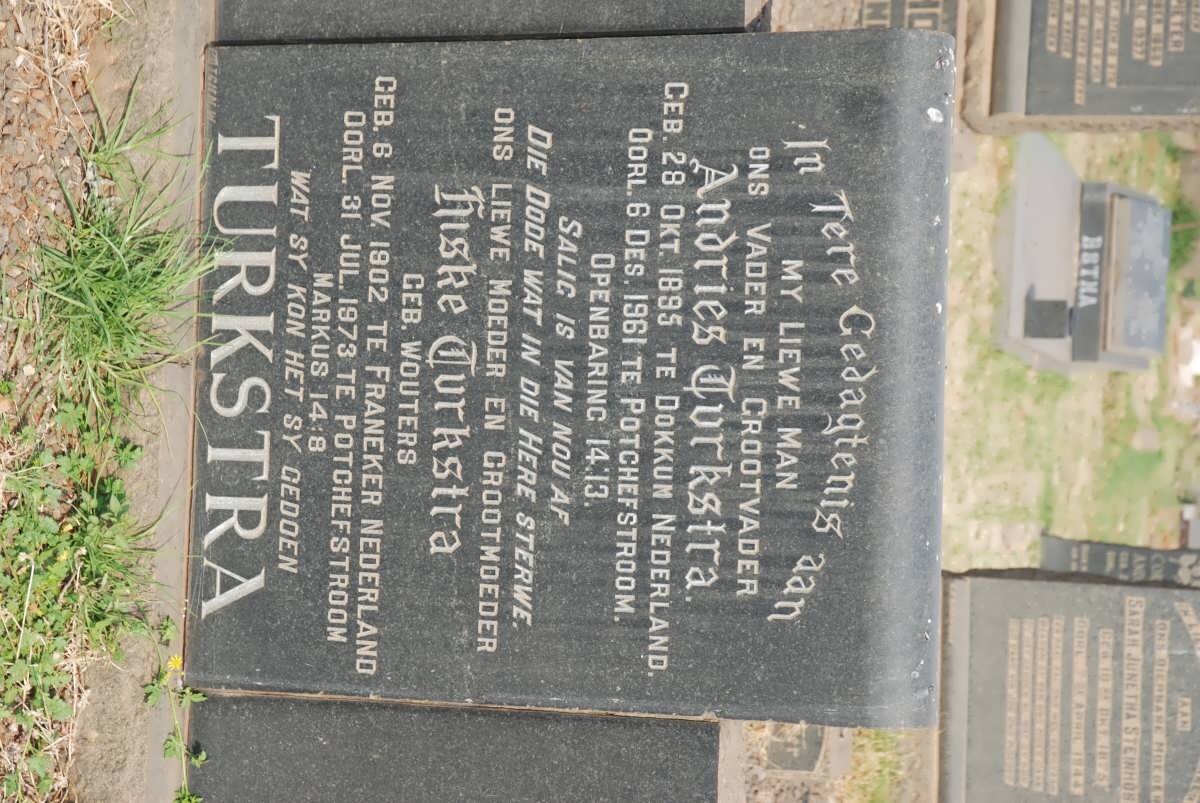 In Tere Gedagtenis aan
MY LIEWE MAN
ONS VADER EN GROOTVADER
Andries Turkstra.
GEB. 28 OKT. 1895 TE DOKKUM NEDERLAND.
OORL. 6 DES. 1961 TE POTCHEFSTROOM.
OPENBARING 14.13.
SALIG IS VAN NOU AF
DIE DODE WAT IN DIE HERE STERWE.
ONS LIEWE MOEDER EN GROOTMOEDER
Hiske Turkstra
GEB. WOUTERS
GEB. 6 NOV. 1902 TE FRANEKER NEDERLAND
OORL. 31 JUL. 1973 TE POTCHEFSTROOM
MARKUS 14:8
WAT SY KON HET SY GEDOEN
TURKSTRA
BOTHA